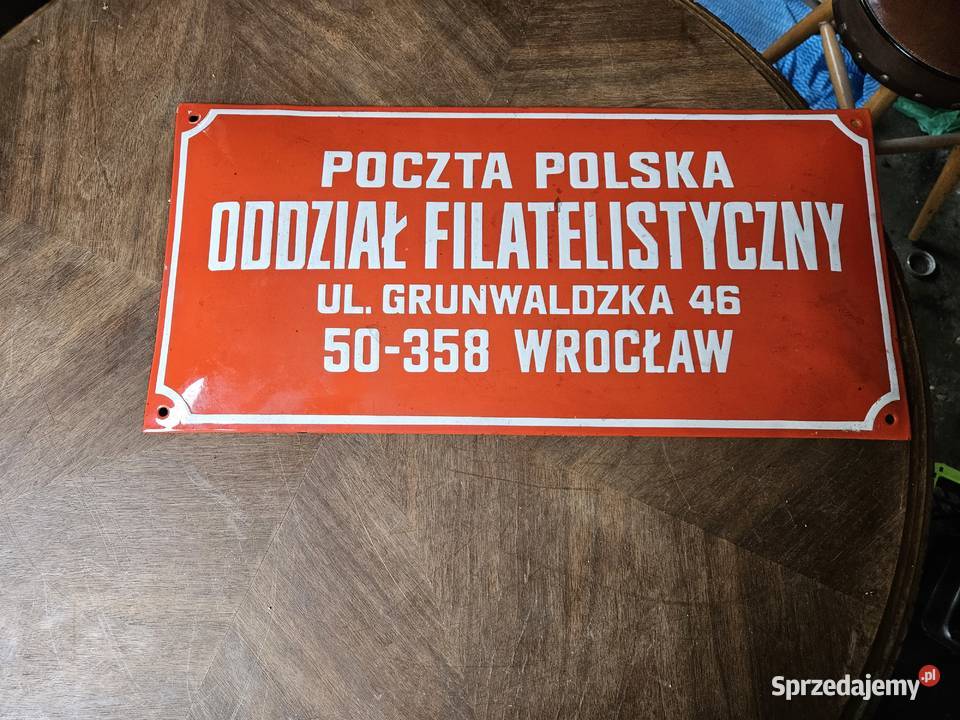 POCZTA POLSKA
ODDZIAŁ FILATELISTYCZNY
UL. GRUNWALDZKA 46
50-358 WROCŁAW
Sprzedajemy.pl